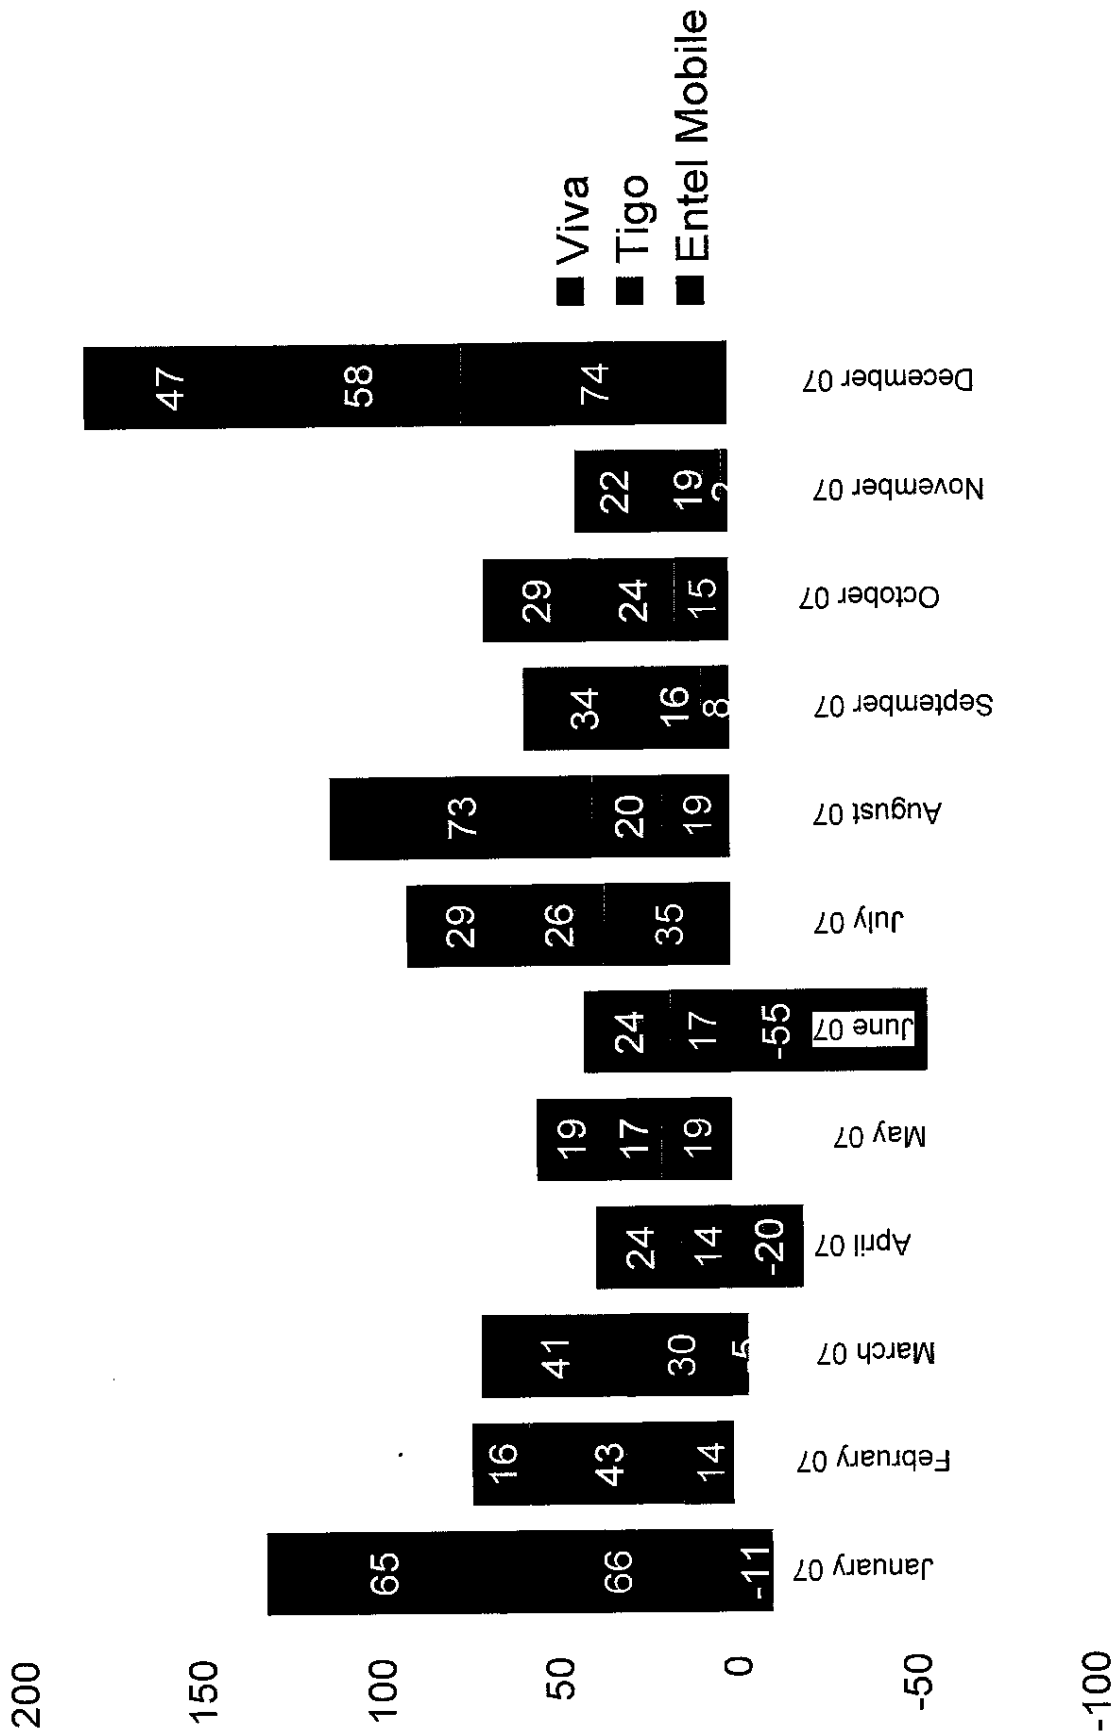 200
150
100
50
0
-50
-100
65
66
-11
January 07
16
43
14
February 07
41
30
5
March 07
24
14
-20
April 07
19
17
19
May 07
24
17
-55
June 07
29
26
35
July 07
73
20
19
August 07
34
16
8
September 07
29
24
15
October 07
22
19
2
November 07
47
58
74
December 07
Viva
Tigo
Entel Mobile